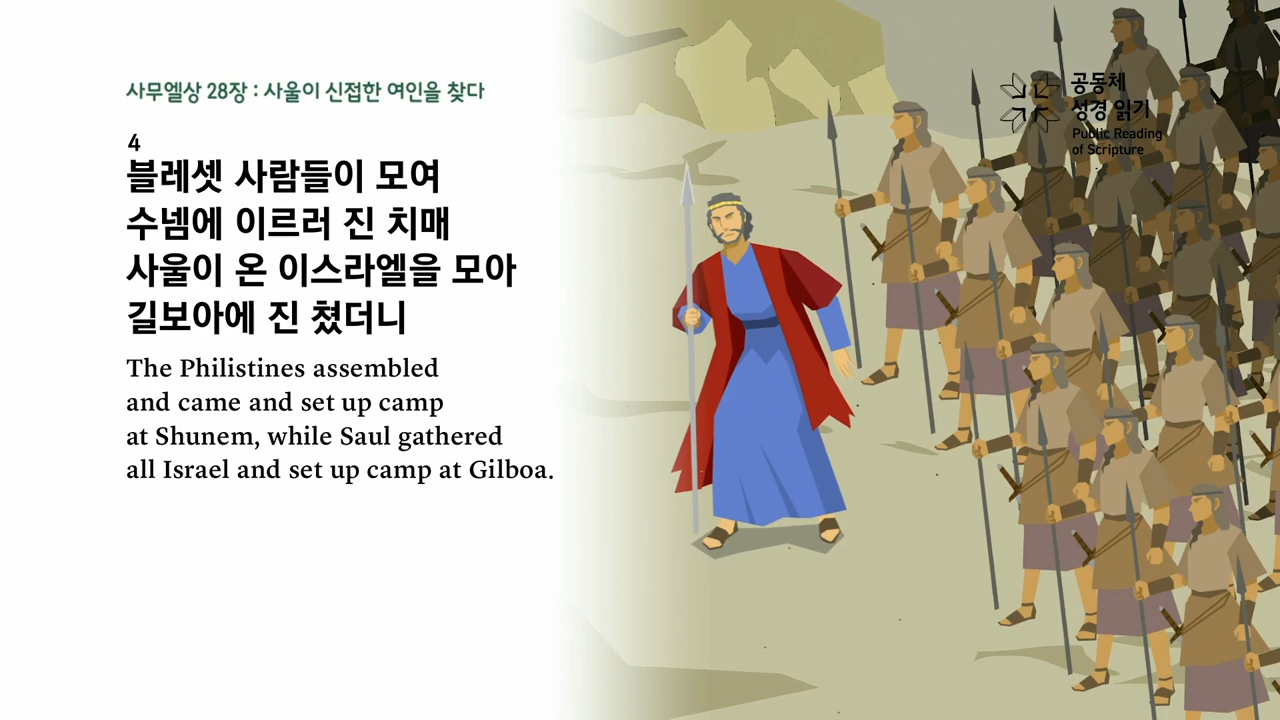 사무엘상 28장 : 사울이 신접한 여인을 찾다
4
블레셋 사람들이 모여
수넴에 이르러 진 치매
사울이 온 이스라엘을 모아
길보아에 진 쳤더니
The Philistines assembled
and came and set up camp
at Shunem, while Saul gathered
all Israel and set up camp at Gilboa.
공동체
성경 읽기
Public Reading
of Scripture